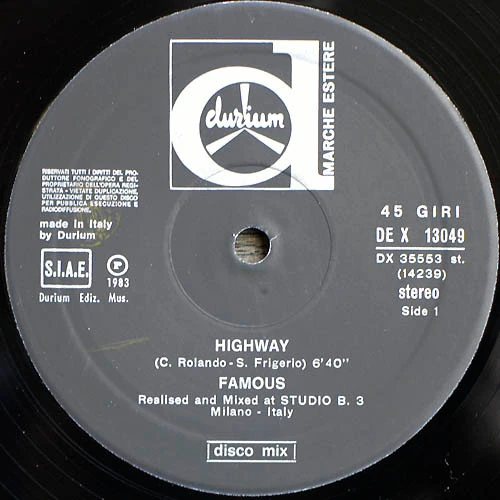 durium
MARCHE ESTERE
RISERVATI TUTTI I DIRITTI DEL PRO-
DUTTORE FONOGRAFICO E DEL
PROPRIETARIO DELL'OPERA REGI-
STRATA - VIETATE DUPLICAZIONE,
UTILIZZAZIONE DI QUESTO DISCO
PER PUBBLICA ESECUZIONE E
RADIODIFFUSIONE.
made in Italy
by Durium
S.I.A.E.
P
1983
Durium Ediz. Mus.
45 GIRI
DE X 13049
DX 35553 st.
(14239)
stereo
Side 1
HIGHWAY
(C. Rolando - S. Frigerio) 6'40"
FAMOUS
Realised and Mixed at STUDIO B. 3
Milano - Italy
disco mix